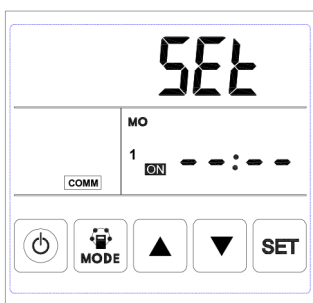 SEt
MO
1 ON --:--
COMM
MODE
SET